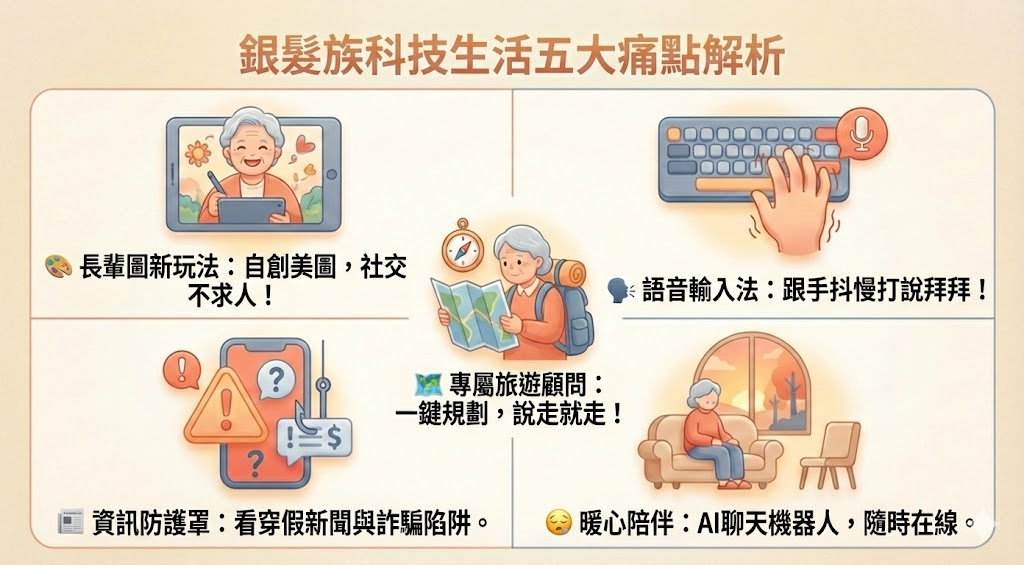 銀髮族科技生活五大痛點解析
🎨 長輩圖新玩法：自創美圖，社交
不求人！
🗣️ 語音輸入法：跟手抖慢打說拜拜！
🗺️ 專屬旅遊顧問：
一鍵規劃，說走就走！
!
?
!
!
$
?
📰 資訊防護罩：看穿假新聞與詐騙陷阱。
😔 暖心陪伴：AI聊天機器人，隨時在線。